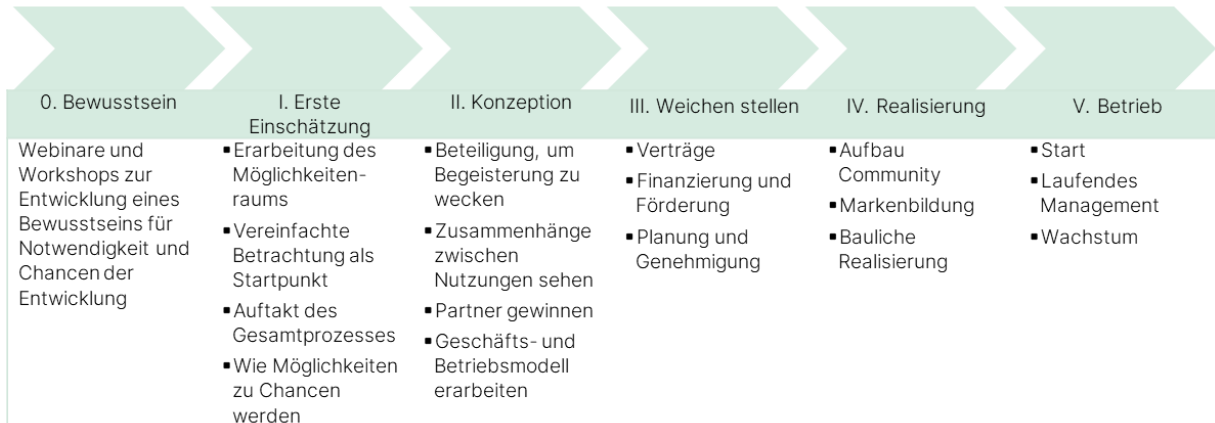 0. Bewusstsein
Webinare und
Workshops zur
Entwicklung eines
Bewusstseins für
Notwendigkeit und
Chancen der
Entwicklung
I. Erste
Einschätzung
▪ Erarbeitung des
Möglichkeiten-
raums
▪ Vereinfachte
Betrachtung als
Startpunkt
▪ Auftakt des
Gesamtprozesses
▪ Wie Möglichkeiten
zu Chancen
werden
II. Konzeption
▪ Beteiligung, um
Begeisterung zu
wecken
▪ Zusammenhänge
zwischen
Nutzungen sehen
▪ Partner gewinnen
▪ Geschäfts- und
Betriebsmodell
erarbeiten
III. Weichen stellen
▪ Verträge
▪ Finanzierung und
Förderung
▪ Planung und
Genehmigung
IV. Realisierung
▪ Aufbau
Community
▪ Markenbildung
▪ Bauliche
Realisierung
V. Betrieb
▪ Start
▪ Laufendes
Management
▪ Wachstum